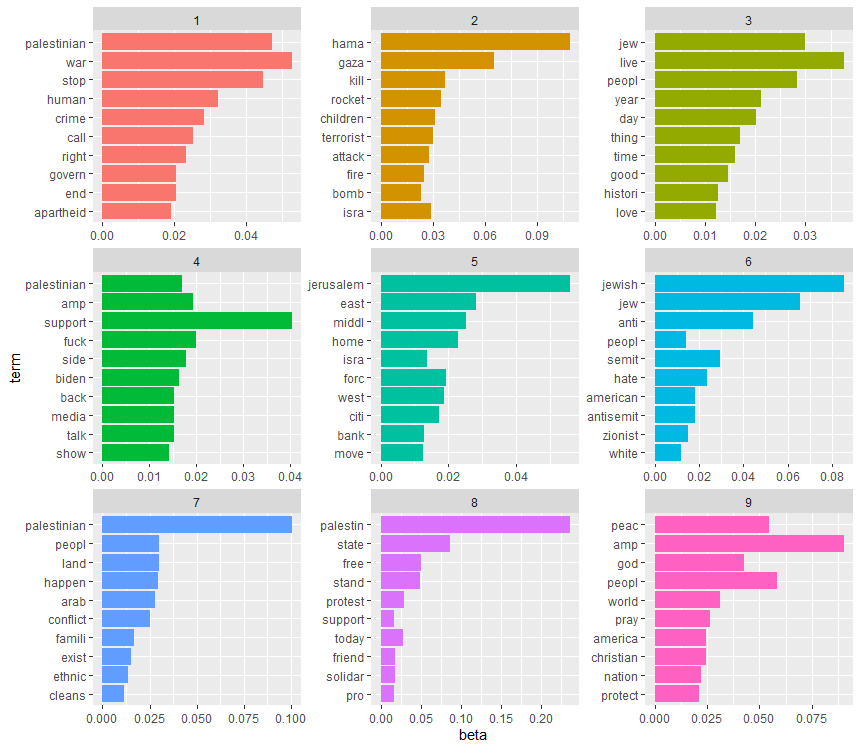 1
palestinian
war
stop
human
crime
call
right
govern
end
apartheid
0.00 0.02 0.04
2
hama
gaza
kill
rocket
children
terrorist
attack
fire
bomb
isra
0.00 0.03 0.06 0.09
3
jew
live
peopl
year
day
thing
time
good
histori
love
0.00 0.01 0.02 0.03
4
palestinian
amp
support
fuck
side
biden
back
media
talk
show
0.00 0.01 0.02 0.03 0.04
5
jerusalem
east
middl
home
isra
forc
west
citi
bank
move
0.00 0.02 0.04
6
jewish
jew
anti
peopl
semit
hate
american
antisemit
zionist
white
0.00 0.02 0.04 0.06 0.08
7
palestinian
peopl
land
happen
arab
conflict
famili
exist
ethnic
cleans
0.000 0.025 0.050 0.075 0.100
8
palestin
state
free
stand
protest
support
today
friend
solidar
pro
0.00 0.05 0.10 0.15 0.20
9
peac
amp
god
peopl
world
pray
america
christian
nation
protect
0.000 0.025 0.050 0.075
term
beta